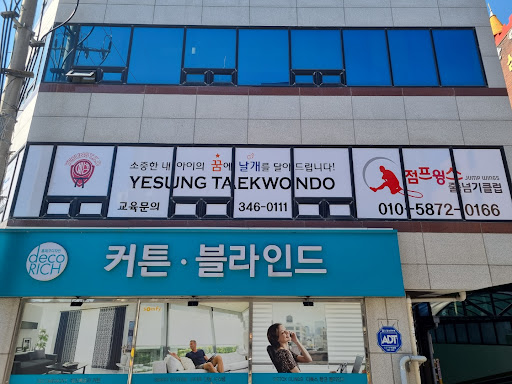 소중한 내 아이의 꿈에 날개를 달아 드립니다!
YESUNG TAEKWONDO
교육문의 346-0111
점프윙스
JUMP WINGS
줄넘기클럽
010-5872-0166
deco
RICH
커튼·블라인드
ADT